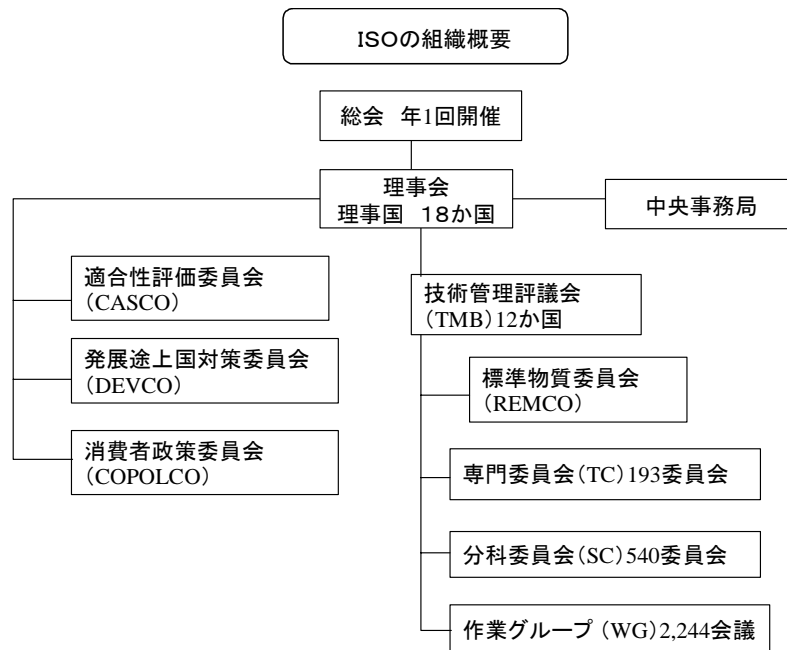 ISOの組織概要
総会 年1回開催
理事会
理事国 18か国
中央事務局
適合性評価委員会
(CASCO)
技術管理評議会
(TMB)12か国
発展途上国対策委員会
(DEVCO)
標準物質委員会
(REMCO)
消費者政策委員会
(COPOLCO)
専門委員会(TC)193委員会
分科委員会(SC)540委員会
作業グループ (WG)2,244会議